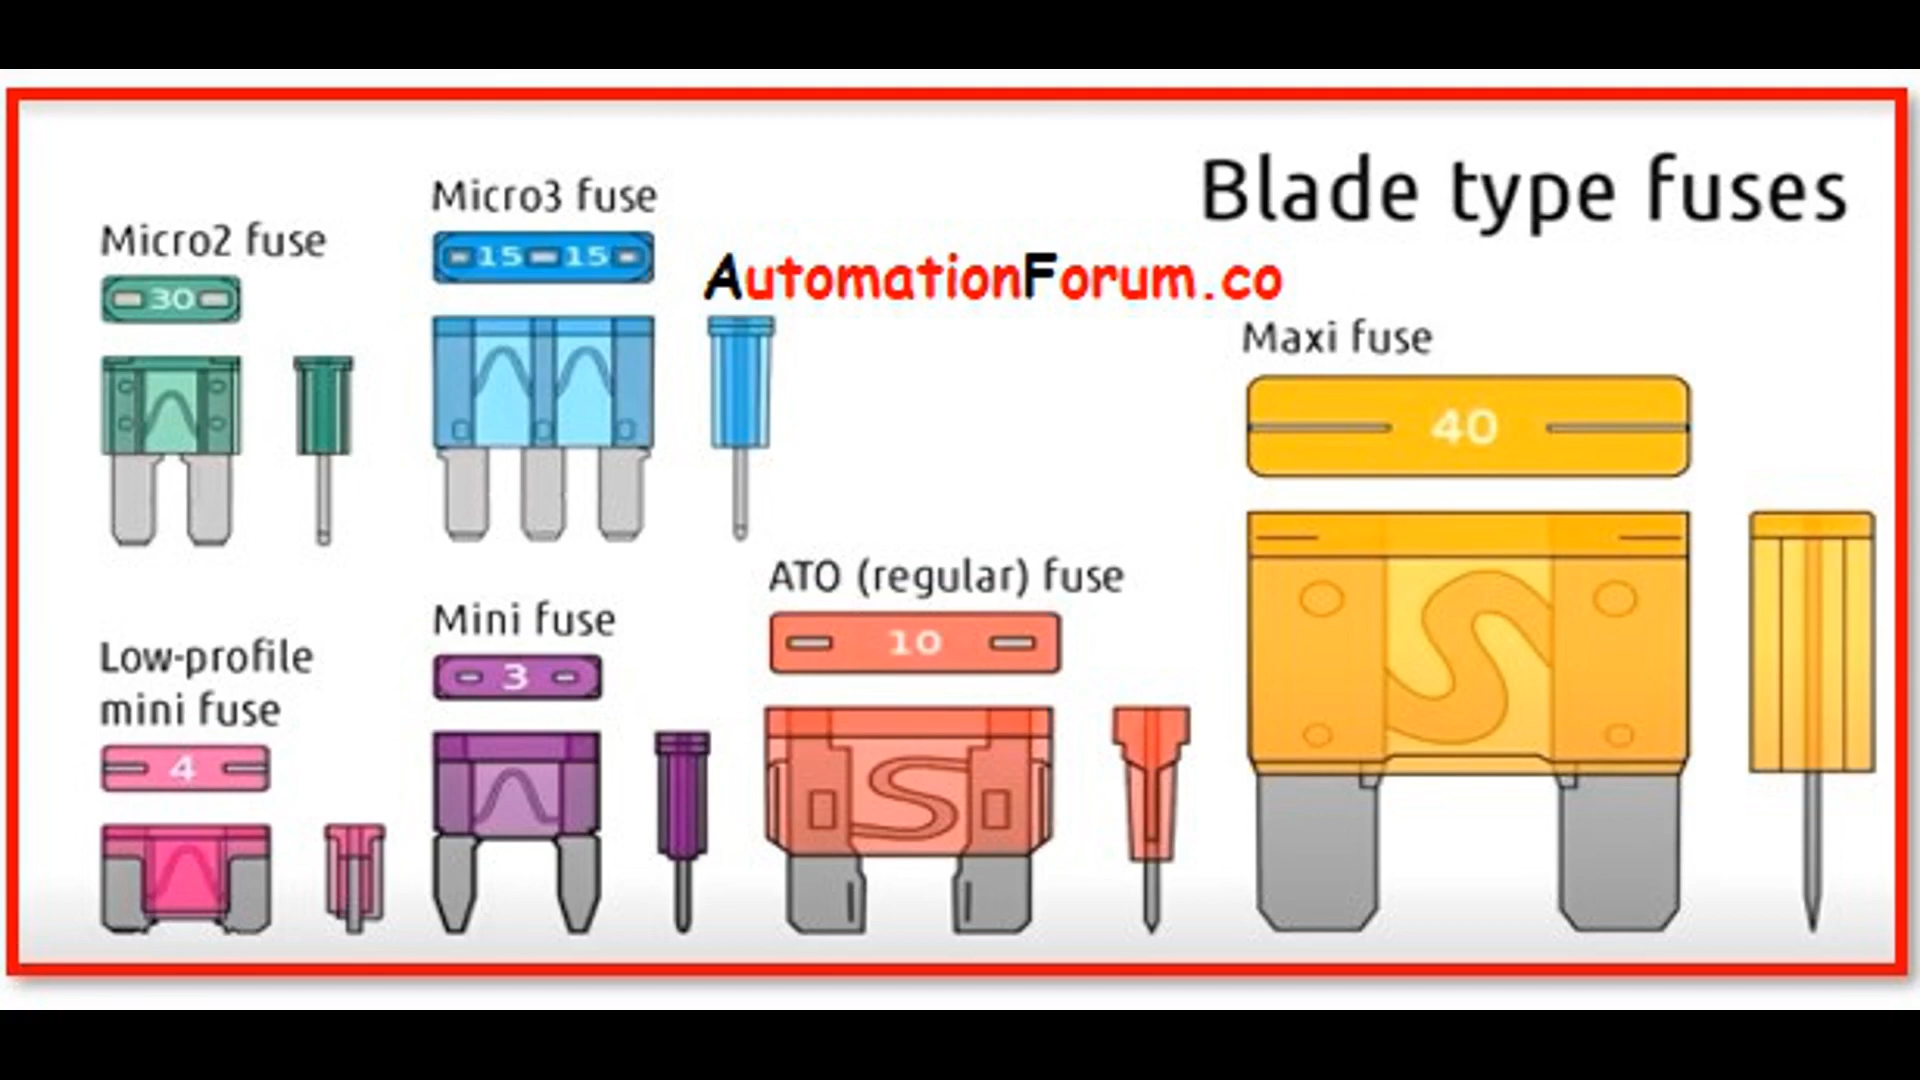 Blade type fuses
AutomationForum.co
Micro2 fuse
30
Micro3 fuse
15 15
Maxi fuse
40
Low-profile
mini fuse
4
Mini fuse
3
ATO (regular) fuse
10